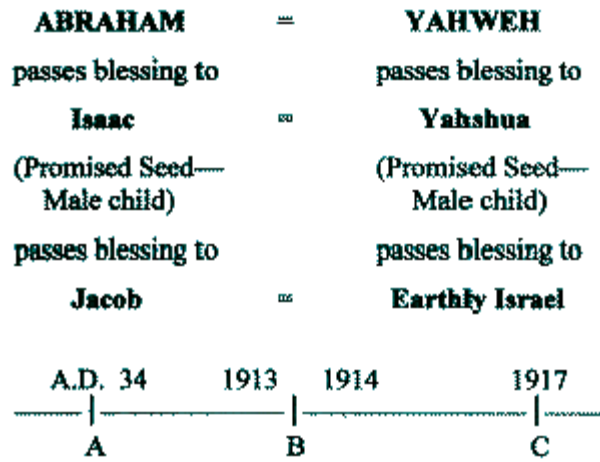 ABRAHAM = YAHWEH
passes blessing to passes blessing to
Isaac = Yahshua
(Promised Seed— (Promised Seed—
Male child) Male child)
passes blessing to passes blessing to
Jacob = Earthly Israel
A.D. 34 1913 1914 1917
A B C